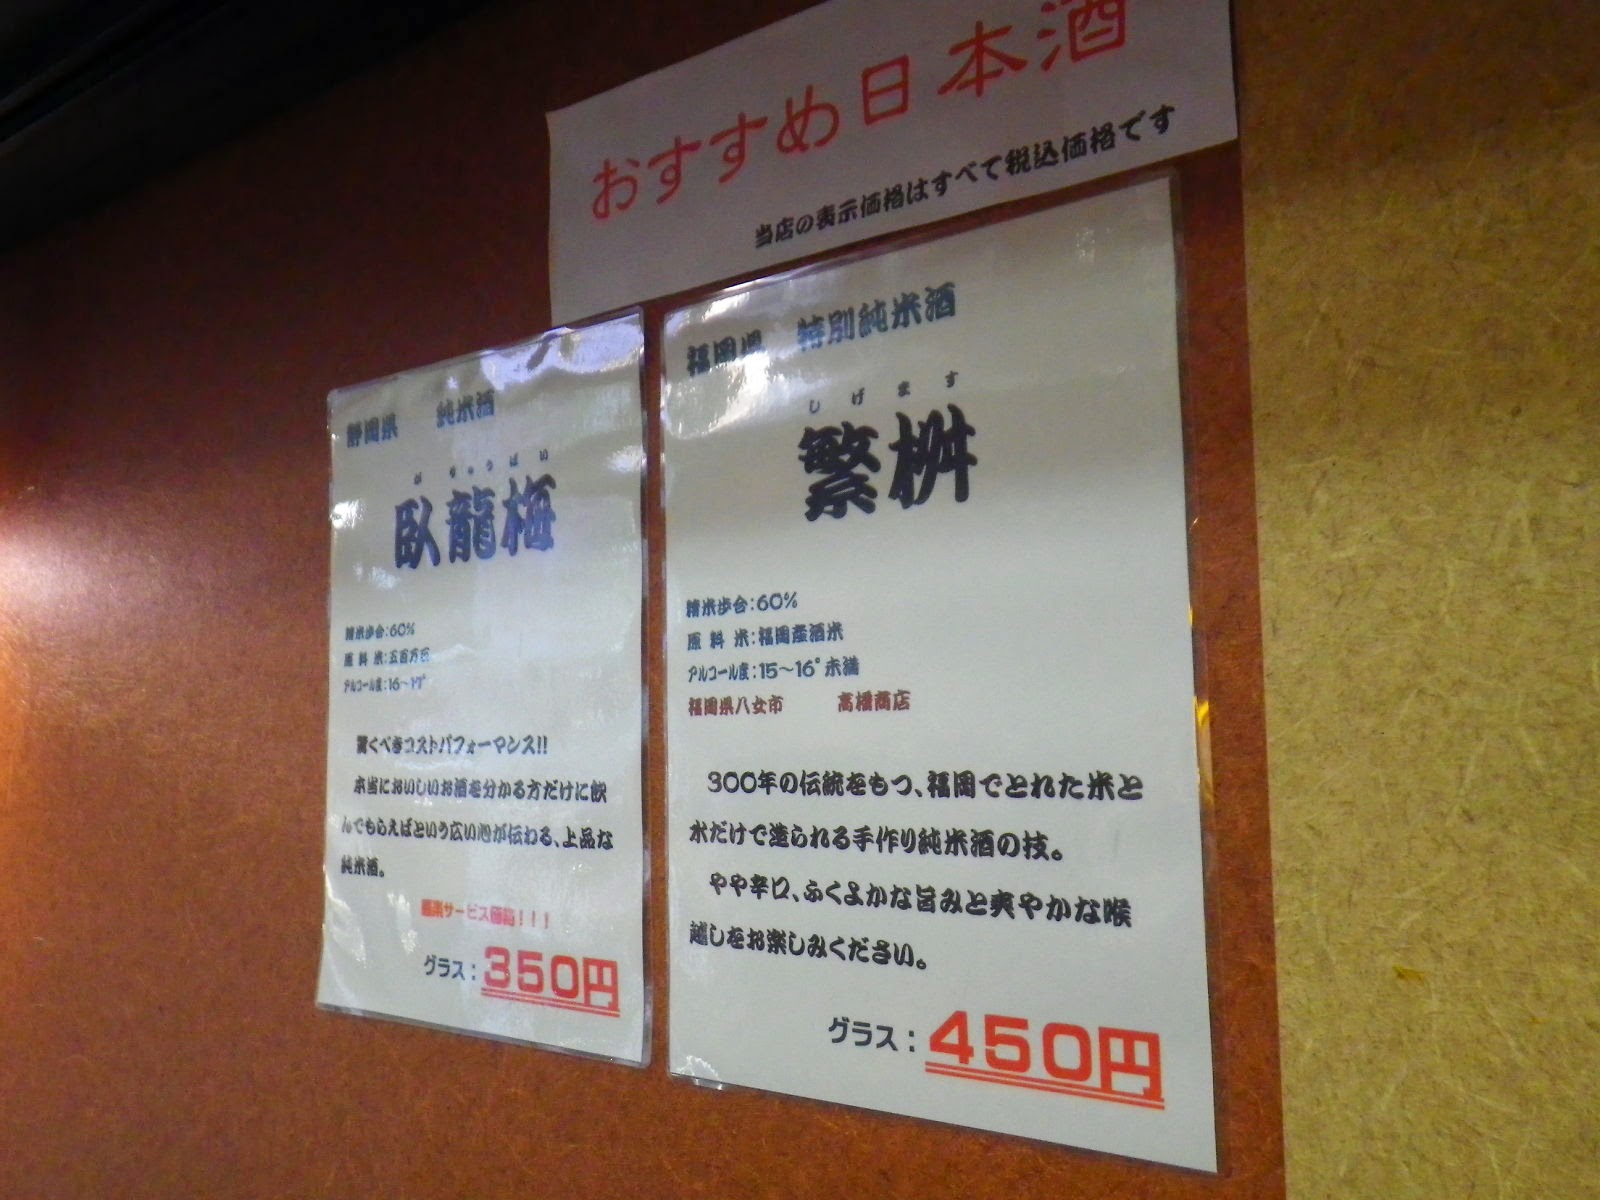 おすすめ日本酒
当店の表示価格はすべて税込価格です
静岡県 純米酒
がりゅうばい
臥龍梅
精米歩合:60%
原料米:五百万石
アルコール度:16~17°
驚くべきコストパフォーマンス!!
本当においしいお酒を分かる方だけに飲
んでもらえばという広い心が伝わる、上品な
純米酒。
サービス価格!!!
グラス:350円
福岡県 特別純米酒
しげます
繁桝
精米歩合:60%
原料米:福岡産酒米
アルコール度:15~16°未満
福岡県八女市 高橋商店
300年の伝統をもつ、福岡でとれた米と
水だけで造られる手作り純米酒の技。
やや辛口、ふくよかな旨みと爽やかな喉
越しをお楽しみください。
グラス:450円